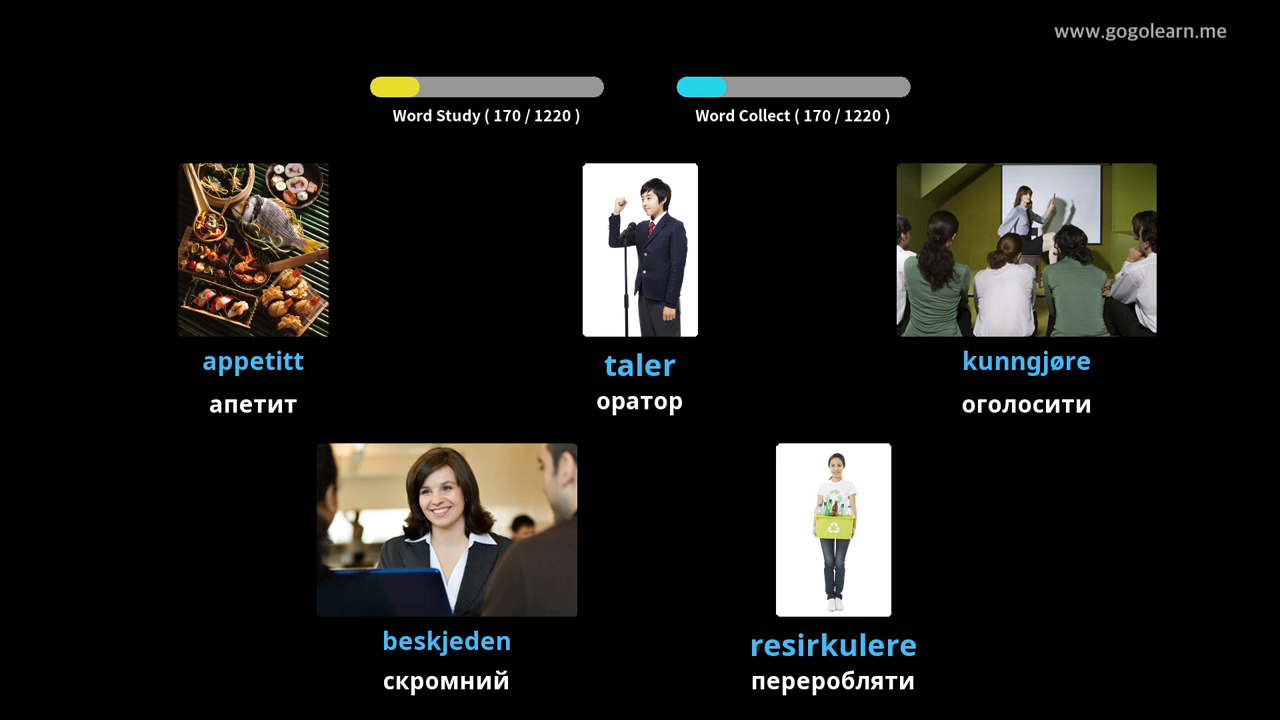 www.gogolearn.me
Word Study ( 170 / 1220 )
Word Collect ( 170 / 1220 )
appetitt
апетит
taler
оратор
kunngjøre
оголосити
beskjeden
скромний
resirkulere
переробляти